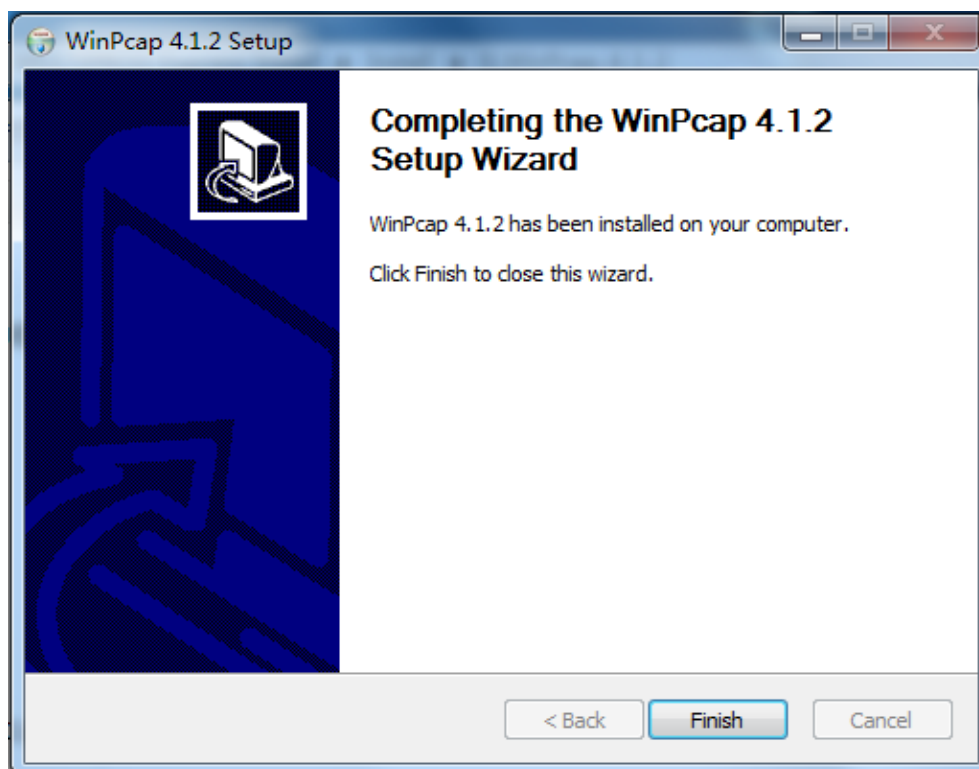 WinPcap 4.1.2 Setup
Completing the WinPcap 4.1.2
Setup Wizard
WinPcap 4.1.2 has been installed on your computer.
Click Finish to close this wizard.
< Back
Finish
Cancel